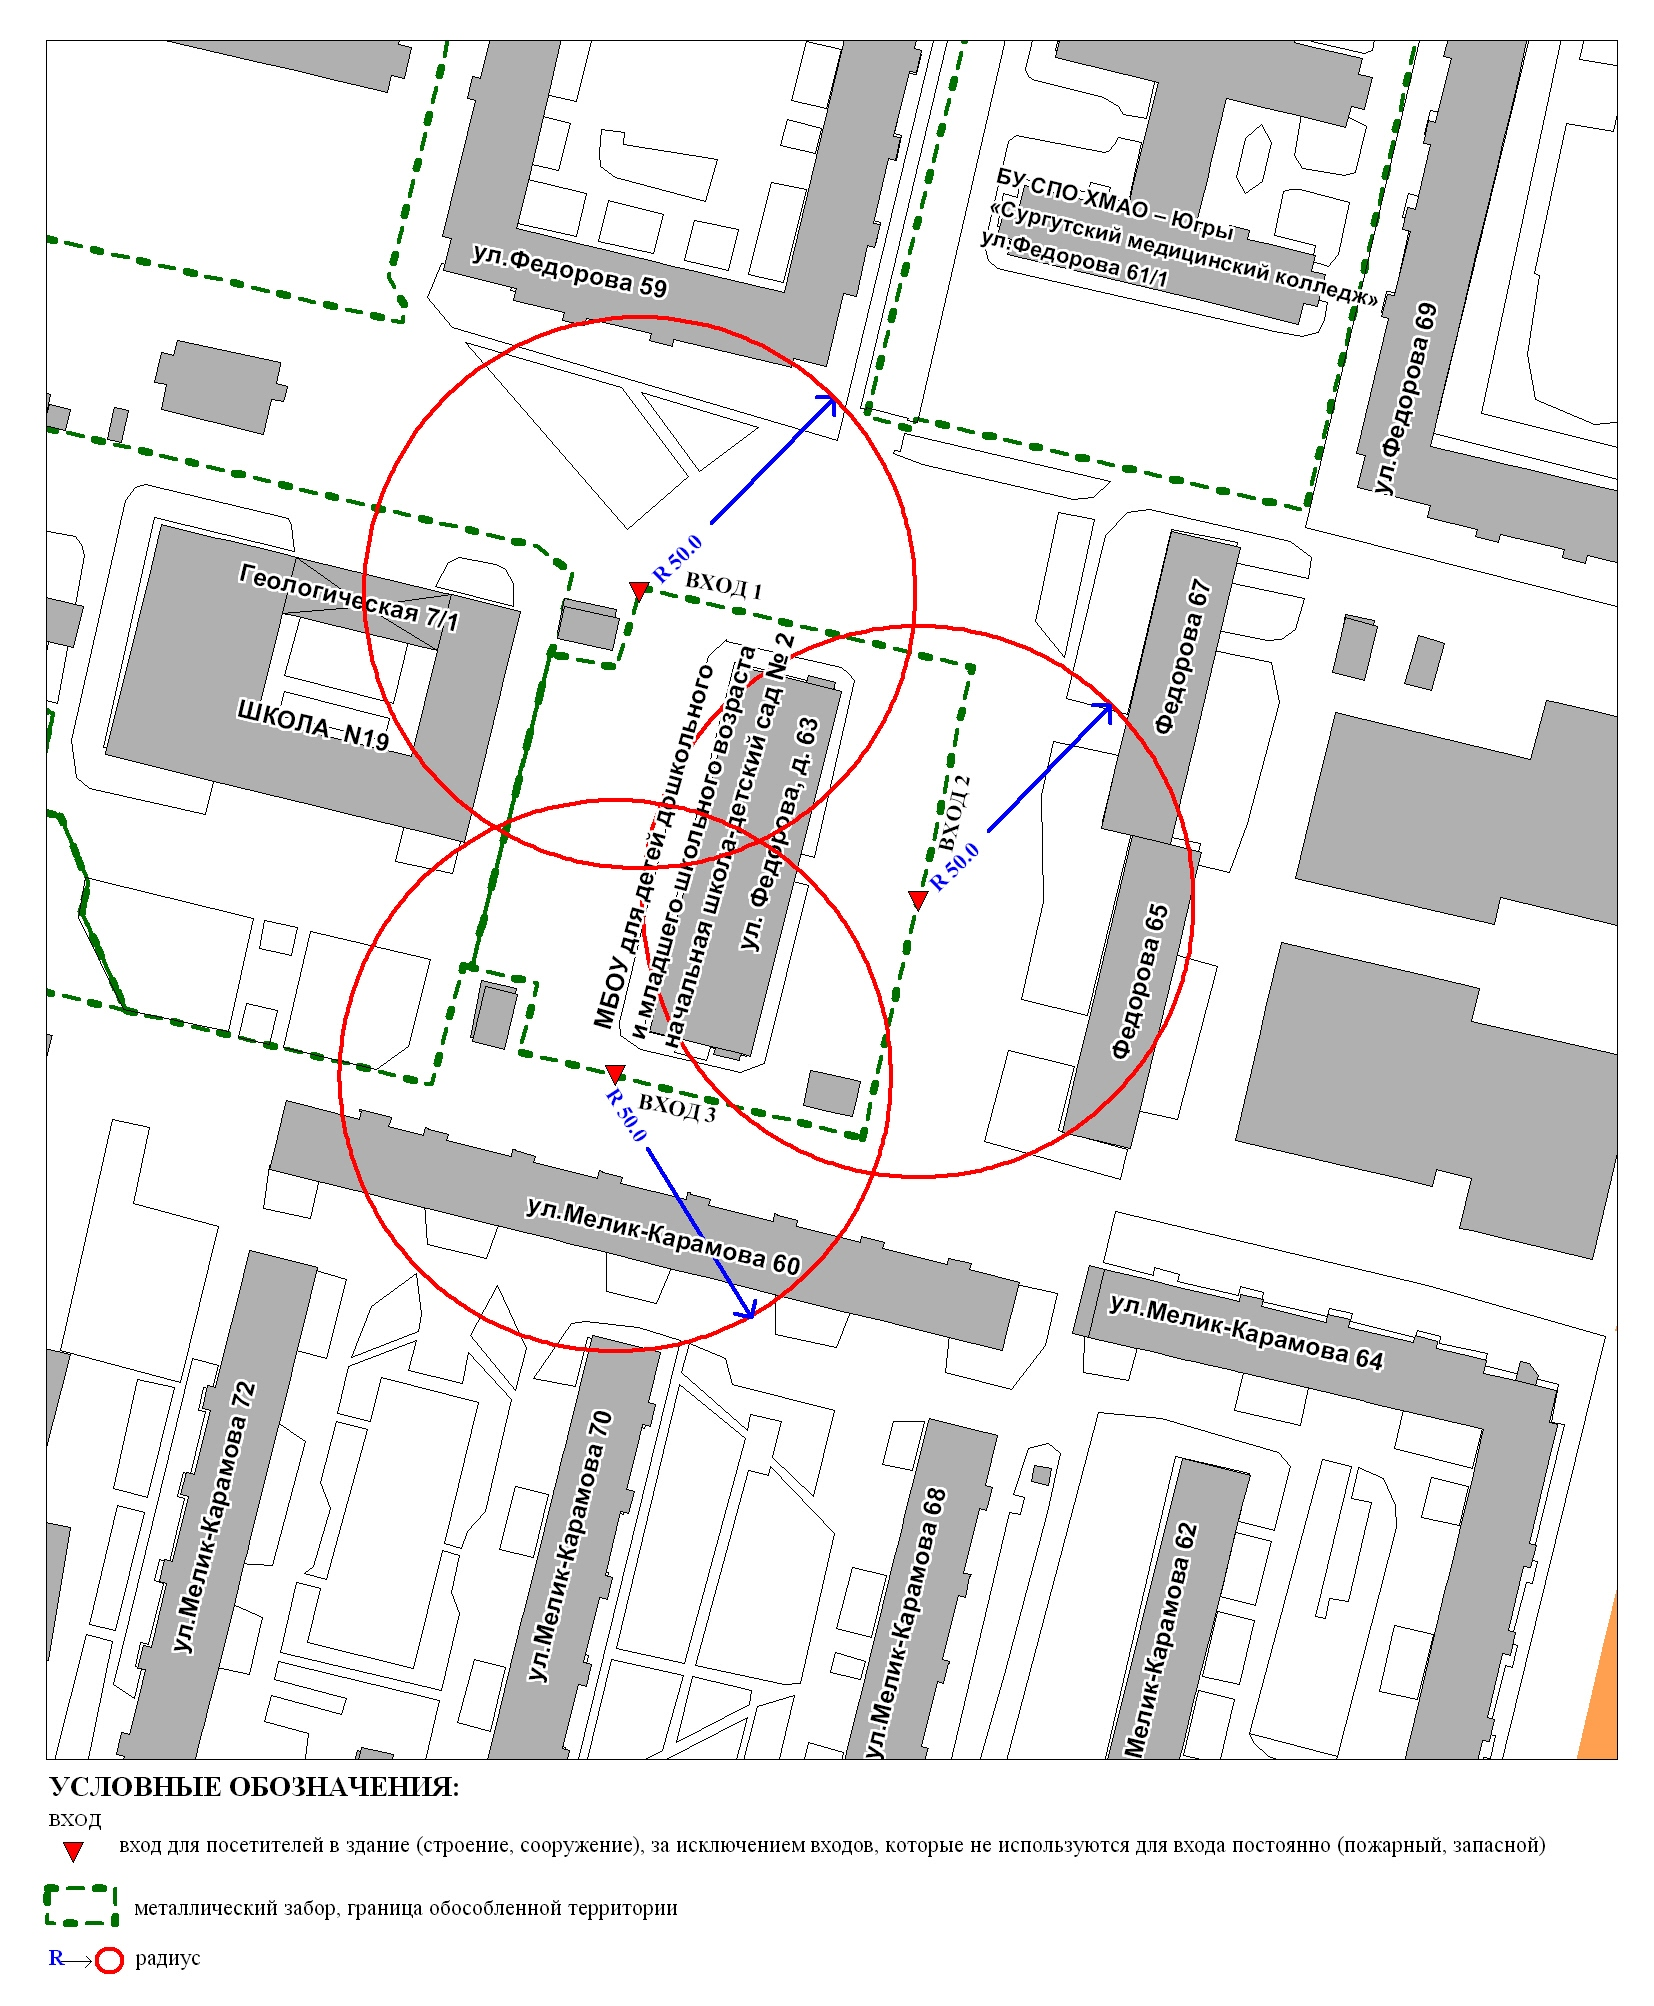 БУ СПО ХМАО – Югры
«Сургутский медицинский колледж»
ул.Федорова 61/1
ул.Федорова 59
ул.Федорова 69
R 50.0
ВХОД 1
Геологическая 7/1
ШКОЛА N19
Федорова 67
МБОУ для детей дошкольного
и младшего школьного возраста
начальная школа-детский сад № 2
ул. Федорова, д. 63
ВХОД 2
R 50.0
Федорова 65
ВХОД 3
R 50.0
ул.Мелик-Карамова 60
ул.Мелик-Карамова 64
ул.Мелик-Карамова 72
ул.Мелик-Карамова 70
ул.Мелик-Карамова 68
Мелик-Карамова 62
УСЛОВНЫЕ ОБОЗНАЧЕНИЯ:
ВХОД
вход для посетителей в здание (строение, сооружение), за исключением входов, которые не используются для входа постоянно (пожарный, запасной)
металлический забор, граница обособленной территории
R радиус